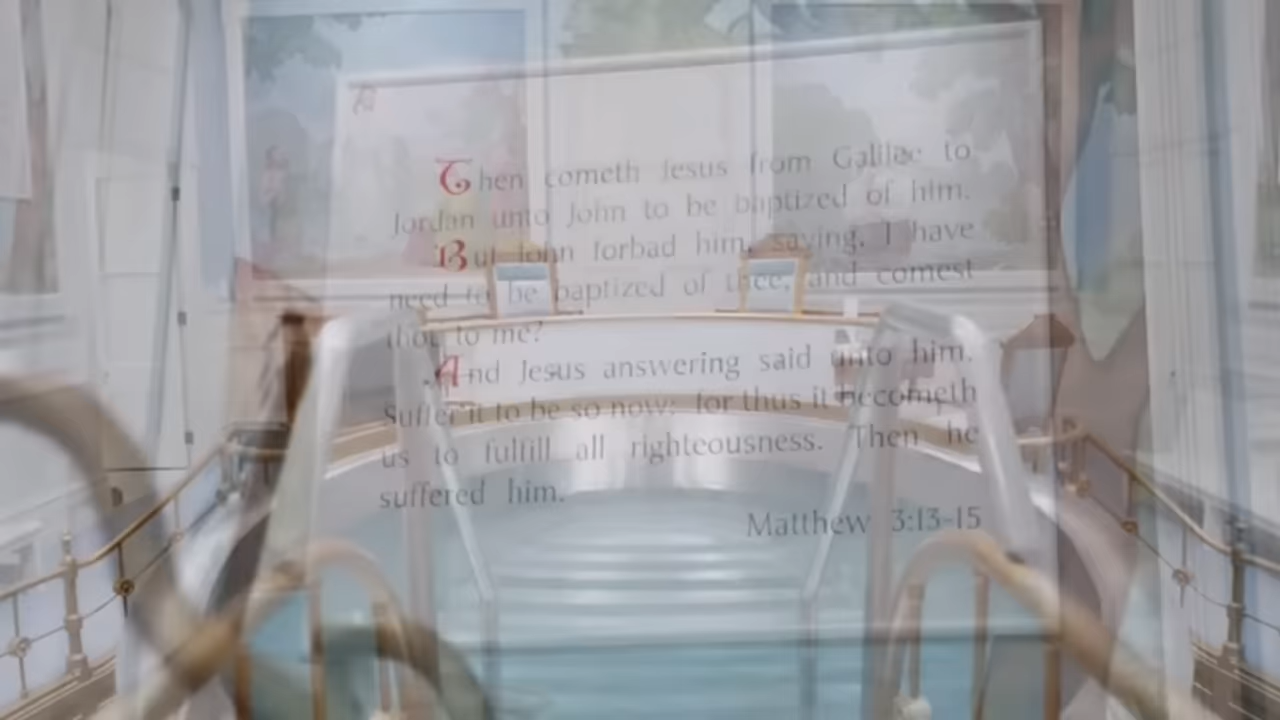 Then cometh Jesus from Galilee to
Jordan unto John to be baptized of him.
But John forbad him, saying, I have
need to be baptized of thee, and comest
thou to me?
And Jesus answering said unto him,
Suffer it to be so now: for thus it becometh
us to fulfill all righteousness. Then he
suffered him.
Matthew 3:13-15